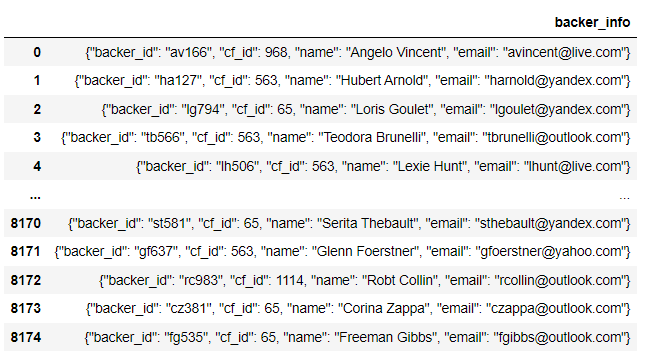 backer_info
0 {"backer_id": "av166", "cf_id": 968, "name": "Angelo Vincent", "email": "avincent@live.com"}
1 {"backer_id": "ha127", "cf_id": 563, "name": "Hubert Arnold", "email": "harnold@yandex.com"}
2 {"backer_id": "lg794", "cf_id": 65, "name": "Loris Goulet", "email": "lgoulet@yandex.com"}
3 {"backer_id": "tb566", "cf_id": 563, "name": "Teodora Brunelli", "email": "tbrunelli@outlook.com"}
4 {"backer_id": "lh506", "cf_id": 563, "name": "Lexie Hunt", "email": "lhunt@live.com"}
... ...
8170 {"backer_id": "st581", "cf_id": 65, "name": "Serita Thebault", "email": "sthebault@yandex.com"}
8171 {"backer_id": "gf637", "cf_id": 563, "name": "Glenn Foerstner", "email": "gfoerstner@yahoo.com"}
8172 {"backer_id": "rc983", "cf_id": 1114, "name": "Robt Collin", "email": "rcollin@outlook.com"}
8173 {"backer_id": "cz381", "cf_id": 65, "name": "Corina Zappa", "email": "czappa@outlook.com"}
8174 {"backer_id": "fg535", "cf_id": 65, "name": "Freeman Gibbs", "email": "fgibbs@outlook.com"}